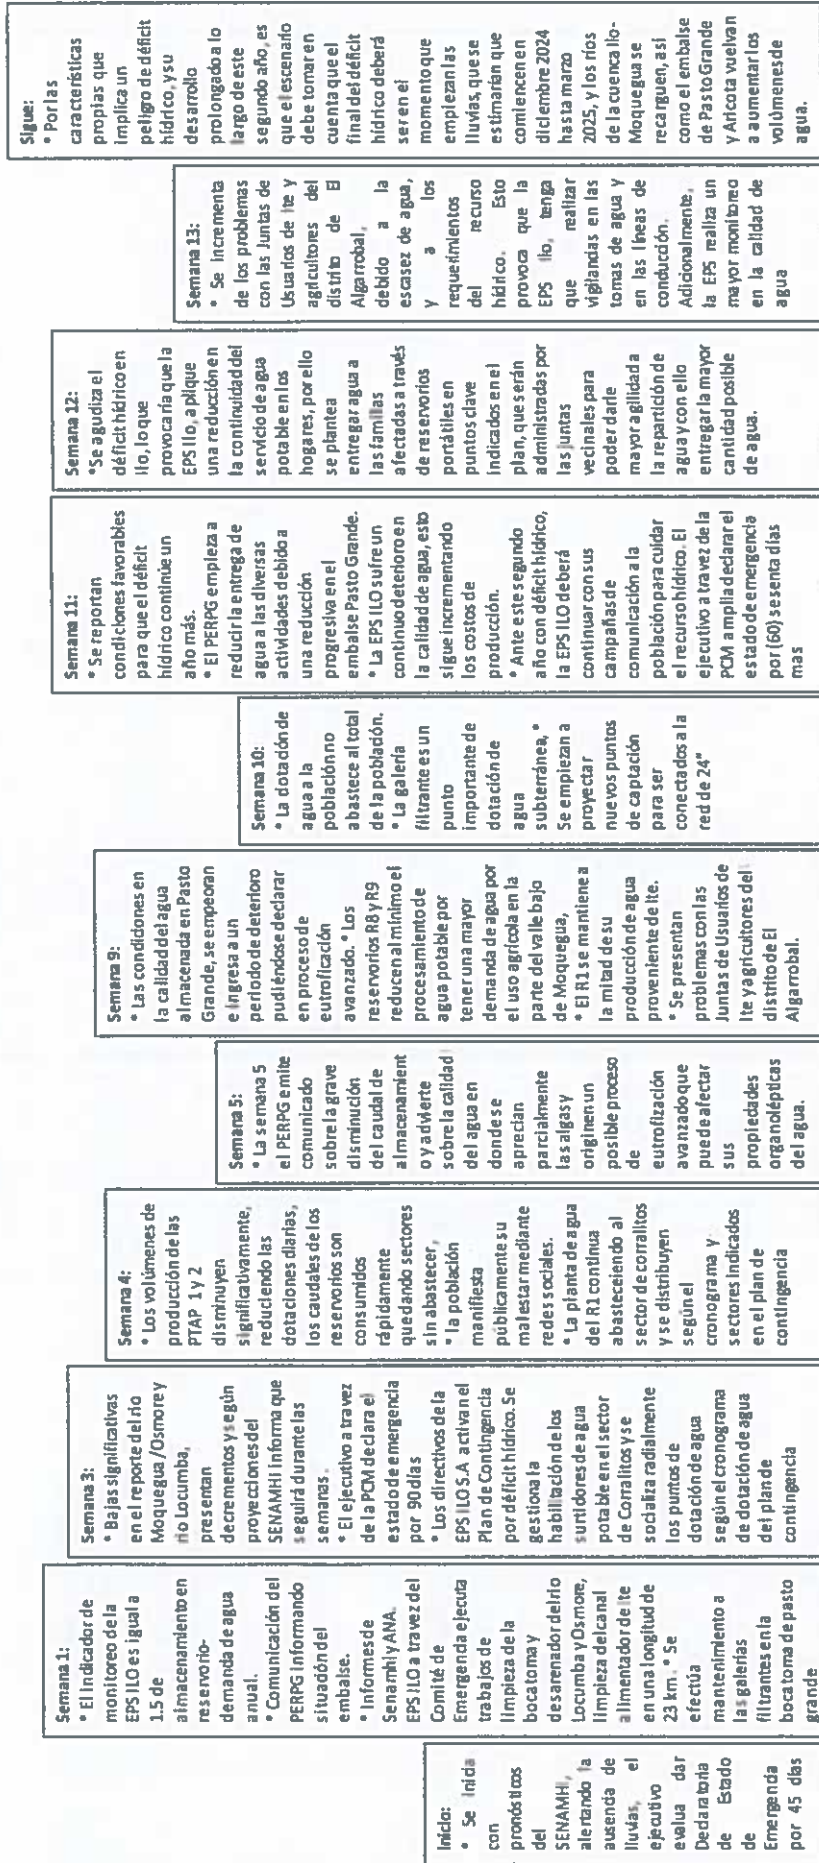 Inicio:
* Se inicia
con
pronósticos
del
SENAMHI,
alertando la
ausencia de
lluvias, el
ejecutivo
evalua dar
Declaratoria
de Estado
de
Emergencia
por 45 días
Semana 1:
* El indicador de
monitoreo de la
EPS ILO es igual a
1.5 de
almacenamiento en
reservorio-
demanda de agua
anual.
* Comunicación del
PERPG informando
situación del
embalse.
* Informes de
Senamhi y ANA.
EPS ILO a travez del
Comité de
Emergencia ejecuta
trabajos de
limpieza de la
bocatoma y
desarenador del río
Locumba y Osmore,
limpieza del canal
alimentador de Ite
en una longitud de
23 km. * Se
efectúa
mantenimiento a
las galerías
filtrantes en la
bocatoma de pasto
grande
Semana 3:
* Bajas significativas
en el reporte del río
Moquegua /Osmore y
río Locumba,
presentan
decrementos y según
proyecciones del
SENAMHI informa que
seguirá durante las
semanas.
* El ejecutivo a travez
de la PCM declara el
estado de emergencia
por 90 días
* Los directivos de la
EPS ILO S.A activan el
Plan de Contingencia
por déficit hídrico. Se
gestiona la
habilitación de los
surtidores de agua
potable en el sector
de Corralitos y se
socializa radialmente
los puntos de
dotación de agua
según el cronograma
de dotación de agua
del plan de
contingencia
Semana 4:
* Los volúmenes de
producción de las
PTAP 1 y 2
disminuyen
significativamente,
reduciendo las
dotaciones diarias,
los caudales de los
reservorios son
consumidos
rápidamente
quedando sectores
sin abastecer,
* la población
manifiesta
públicamente su
malestar mediante
redes sociales.
* La planta de agua
del R1 continua
abasteceiendo al
sector de corralitos
y se distribuyen
según el
cronograma y
sectores indicados
en el plan de
contingencia
Semana 5:
* La semana 5
el PERPG emite
comunicado
sobre la grave
disminución
del caudal de
almacenamient
o y advierte
sobre la calidad
del agua en
donde se
aprecian
parcialmente
las algas y
originen un
posible proceso
de
eutrofización
avanzado que
puede afectar
sus
propiedades
organolépticas
del agua.
Semana 9:
* Las condiciones en
la calidad del agua
almacenada en Pasto
Grande, se empeoran
e ingresa a un
periodo de deterioro
pudiéndose declarar
en proceso de
eutroficación
avanzado. * Los
reservorios R8 y R9
reducen al mínimo el
procesamiento de
agua potable por
tener una mayor
demanda de agua por
el uso agrícola en la
parte del valle bajo
de Moquegua,
* El R1 se mantiene a
la mitad de su
producción de agua
proveniente de Ite.
* Se presentan
problemas con las
Juntas de Usuarios de
Ite y agricultores del
distrito de El
Algarrobal.
Semana 10:
* La dotación de
agua a la
población no
abastece al total
de la población.
* La galería
filtrante es un
punto
importante de
dotación de
agua
subterránea, *
Se empiezan a
proyectar
nuevos puntos
de captación
para ser
conectados a la
red de 24"
Semana 11:
* Se reportan
condiciones favorables
para que el déficit
hídrico continúe un
año más.
* El PERPG empieza a
reducir la entrega de
agua a las diversas
actividades debido a
una reducción
progresiva en el
embalse Pasto Grande.
* La EPS ILO sufre un
continuo deterioro en
la calidad de agua, esto
sigue incrementando
los costos de
producción.
* Ante este segundo
año con déficit hídrico,
la EPS ILO deberá
continuar con sus
campañas de
comunicación a la
población para cuidar
el recurso hídrico. El
ejecutivo a travez de la
PCM amplia declarar el
estado de emergencia
por (60) sesenta días
mas
Semana 12:
*Se agudiza el
déficit hídrico en
Ilo, lo que
provocaría que la
EPS Ilo, aplique
una reducción en
la continuidad del
servicio de agua
potable en los
hogares, por ello
se plantea
entregar agua a
las familias
afectadas a través
de reservorios
portátiles en
puntos clave
indicados en el
plan, que serán
administradas por
las juntas
vecinales para
poder darle
mayor agilidad a
la repartición de
agua y con ello
entregar la mayor
cantidad posible
de agua.
Semana 13:
* Se incrementa
de los problemas
con las Juntas de
Usuarios de Ite y
agricultores del
distrito de El
Algarrobal,
debido a la
escasez de agua,
y a los
requerimientos
del recurso
hídrico. Esto
provoca que la
EPS Ilo, tenga
que realizar
vigilandas en las
tomas de agua y
en las líneas de
conducción.
Adicionalmente,
la EPS realiza un
mayor monitoreo
en la calidad de
agua
Sigue:
* Por las
características
propias que
implica un
peligro de déficit
hídrico, y su
desarrollo
prolongado a lo
largo de este
segundo año, es
que el escenario
debe tomar en
cuenta que el
final del déficit
hídrico deberá
ser en el
momento que
empiezan las
lluvias, que se
estimarían que
comiencen en
diciembre 2024
hasta marzo
2025, y los ríos
de la cuenca Ilo-
Moquegua se
recarguen, así
como el embalse
de Pasto Grande
y Aricota vuelvan
a aumentar los
volúmenes de
agua.